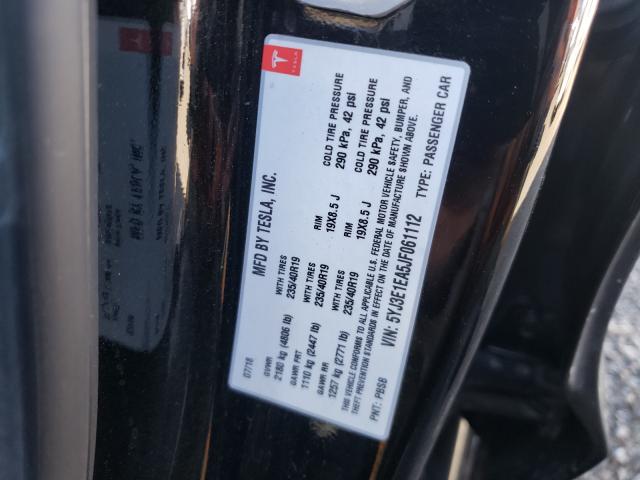 TESLA
MFD BY TESLA, INC.
07/18
GVWR
2180 kg (4806 lb)
WITH TIRES
235/40R19
RIM
19X8.5 J
COLD TIRE PRESSURE
290 kPa, 42 psi
GAWR FRT
1110 kg (2447 lb)
WITH TIRES
235/40R19
RIM
19X8.5 J
COLD TIRE PRESSURE
290 kPa, 42 psi
GAWR RR
1257 kg (2771 lb)
WITH TIRES
235/40R19
THIS VEHICLE CONFORMS TO ALL APPLICABLE U.S. FEDERAL MOTOR VEHICLE SAFETY, BUMPER, AND
THEFT PREVENTION STANDARDS IN EFFECT ON THE DATE OF MANUFACTURE SHOWN ABOVE.
VIN: 5YJ3E1EA5JF061112
TYPE: PASSENGER CAR
PNT: PBSB